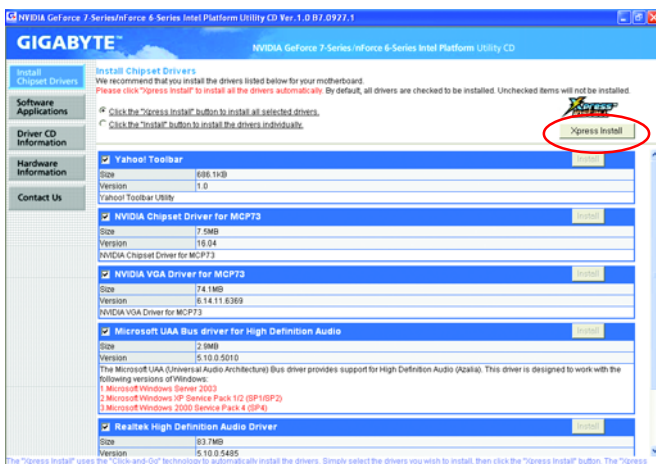 NVIDIA GeForce 7-Series/nForce 6-Series Intel Platform Utility CD Ver.1.0 B7.0927.1
GIGABYTE™
NVIDIA GeForce 7-Series/nForce 6-Series Intel Platform Utility CD
Install Chipset Drivers
Software Applications
Driver CD Information
Hardware Information
Contact Us
Install Chipset Drivers
We recommend that you install the drivers listed below for your motherboard.
Please click "Xpress Install" to install all the drivers automatically. By default, all drivers are checked to be installed. Unchecked items will not be installed.
Click the "Xpress Install" button to install all selected drivers.
Click the "Install" button to install the drivers individually.
Xpress Install
Xpress Install
Yahoo! Toolbar
Install
Size 686.1KB
Version 1.0
Yahoo! Toolbar Utility
NVIDIA Chipset Driver for MCP73
Install
Size 7.5MB
Version 16.04
NVIDIA Chipset Driver for MCP73
NVIDIA VGA Driver for MCP73
Install
Size 74.1MB
Version 6.14.11.6369
NVIDIA VGA Driver for MCP73
Microsoft UAA Bus driver for High Definition Audio
Install
Size 2.9MB
Version 5.10.0.5010
The Microsoft UAA (Universal Audio Architecture) Bus driver provides support for High Definition Audio (Azalia). This driver is designed to work with the
following versions of Windows:
1.Microsoft Windows Server 2003
2.Microsoft Windows XP Service Pack 1/2 (SP1/SP2)
3.Microsoft Windows 2000 Service Pack 4 (SP4)
Realtek High Definition Audio Driver
Install
Size 83.7MB
Version 5.10.0.5485
The "Xpress Install" uses the "Click-and-Go" technology to automatically install the drivers. Simply select the drivers you wish to install, then click the "Xpress Install" button. The "Xpress